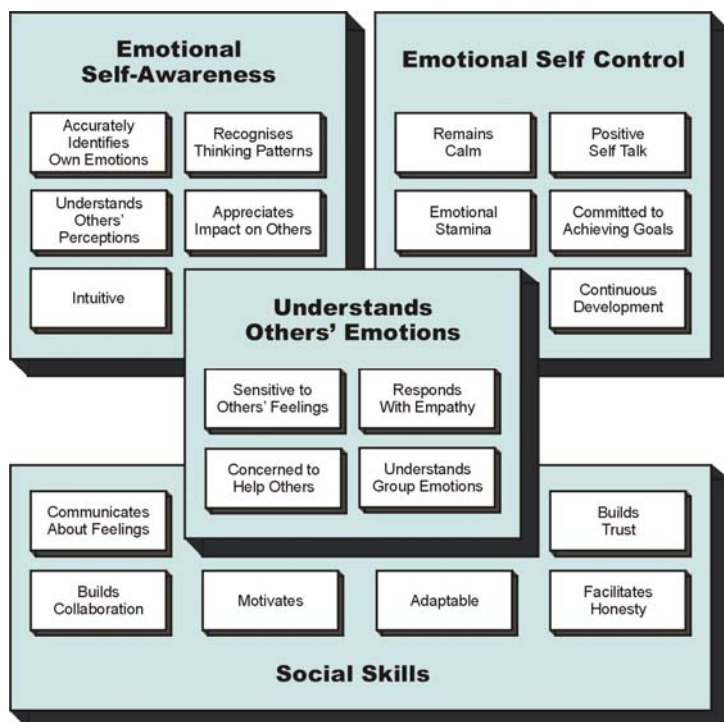 Emotional
Self-Awareness
Accurately
Identifies
Own Emotions
Recognises
Thinking Patterns
Understands
Others’
Perceptions
Appreciates
Impact on Others
Intuitive
Emotional Self Control
Remains
Calm
Positive
Self Talk
Emotional
Stamina
Committed to
Achieving Goals
Continuous
Development
Understands
Others’ Emotions
Sensitive to
Others’ Feelings
Responds
With Empathy
Concerned to
Help Others
Understands
Group Emotions
Communicates
About Feelings
Builds
Trust
Builds
Collaboration
Motivates
Adaptable
Facilitates
Honesty
Social Skills